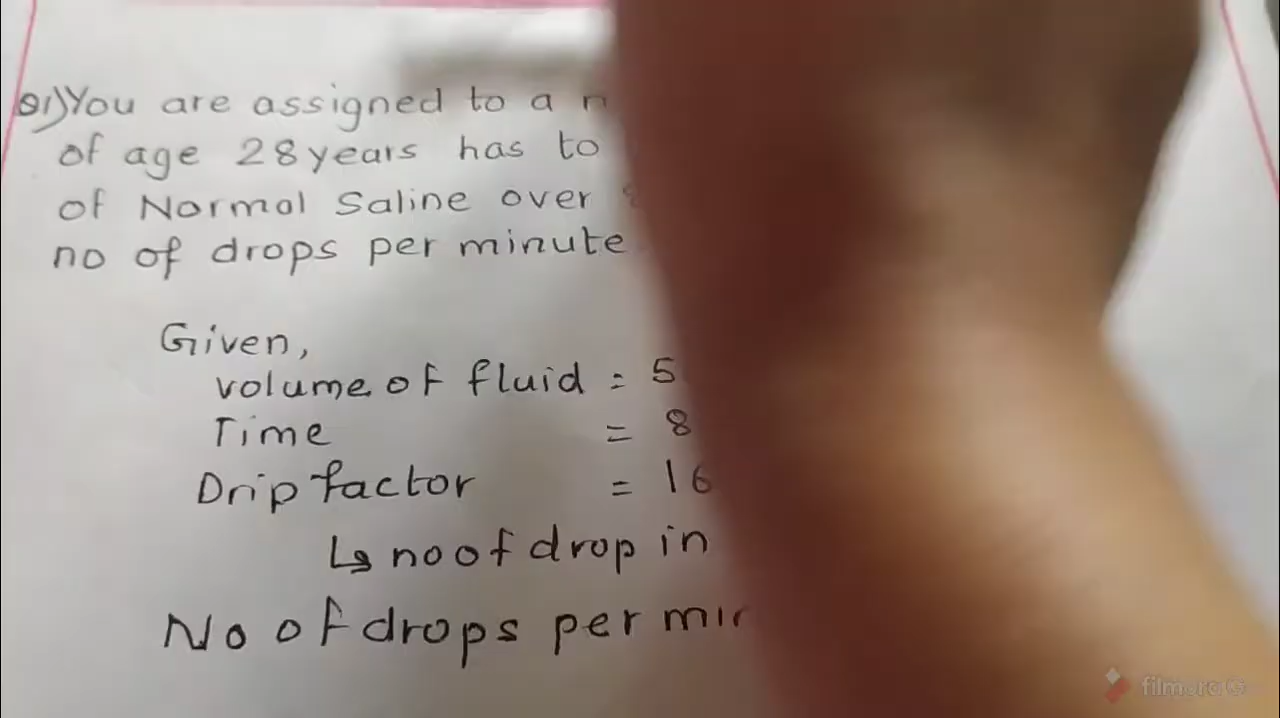 Q1) You are assigned to a
of age 28 years has to
of Normal Saline over
no of drops per minute
Given,
volume of fluid = 5
Time = 8
Drip factor = 16
↳ no of drop in
No of drops per
filmora